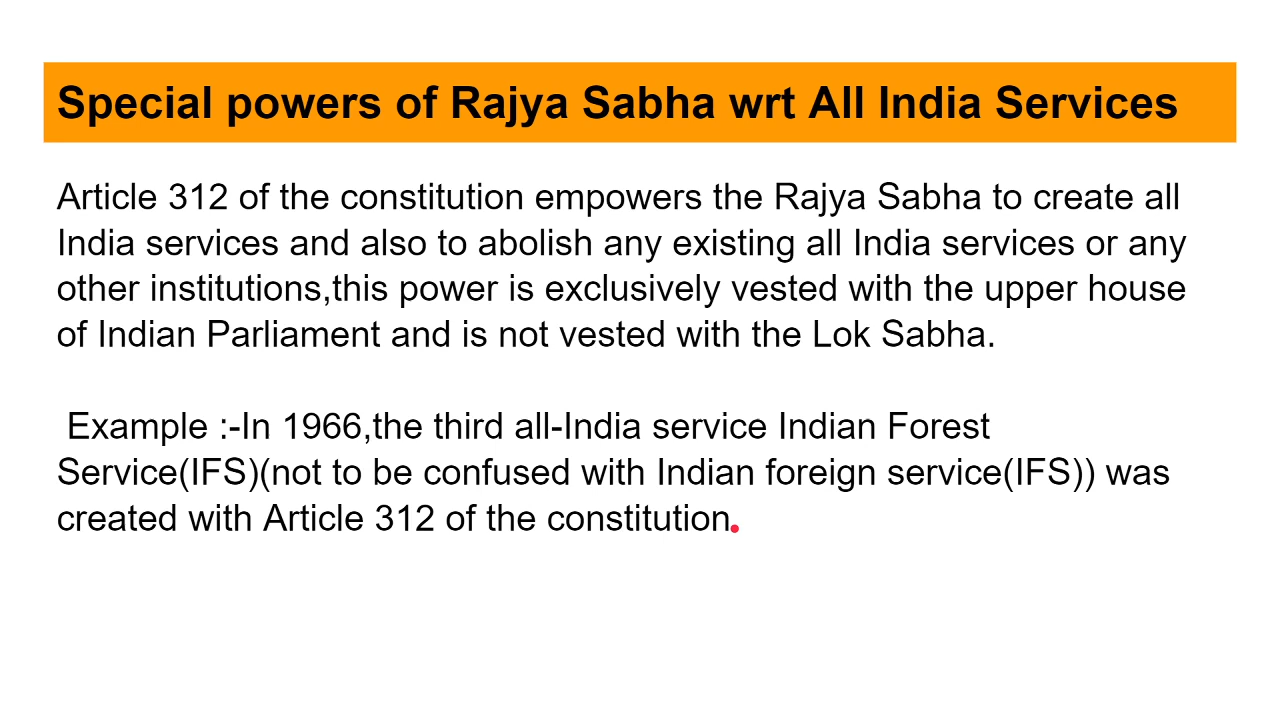 Special powers of Rajya Sabha wrt All India Services
Article 312 of the constitution empowers the Rajya Sabha to create all
India services and also to abolish any existing all India services or any
other institutions,this power is exclusively vested with the upper house
of Indian Parliament and is not vested with the Lok Sabha.
Example :-In 1966,the third all-India service Indian Forest
Service(IFS)(not to be confused with Indian foreign service(IFS)) was
created with Article 312 of the constitution.